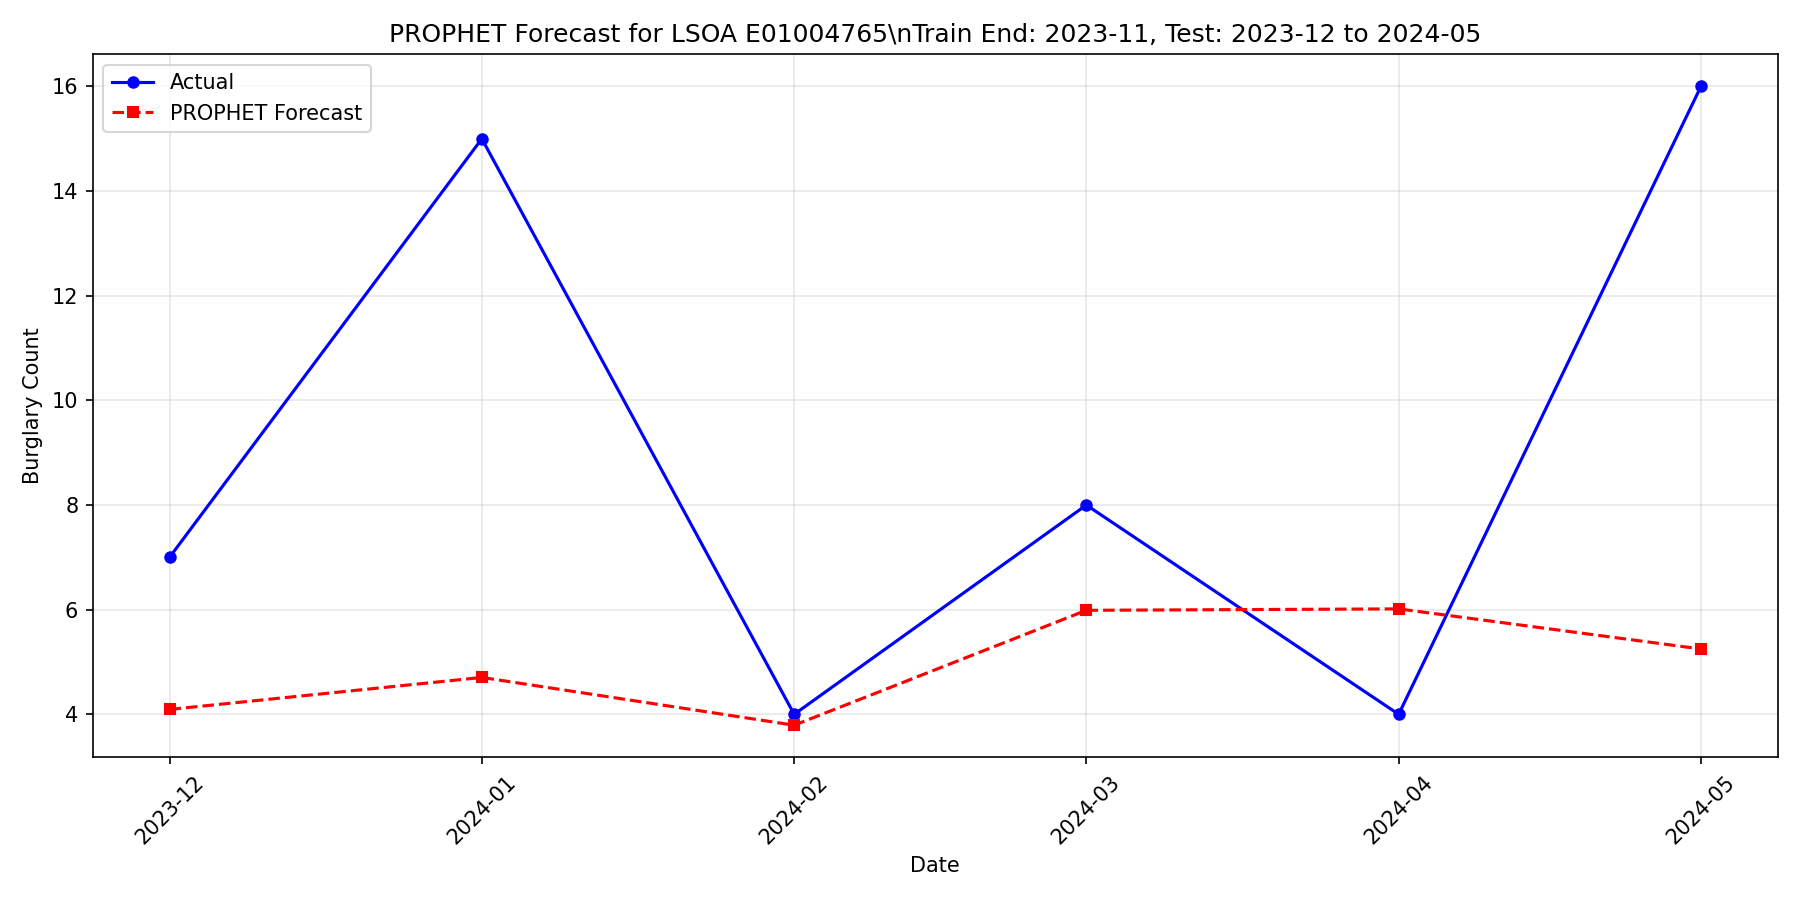 PROPHET Forecast for LSOA E01004765\nTrain End: 2023-11, Test: 2023-12 to 2024-05
Actual
PROPHET Forecast
Burglary Count
16
14
12
10
8
6
4
2023-12
2024-01
2024-02
2024-03
2024-04
2024-05
Date